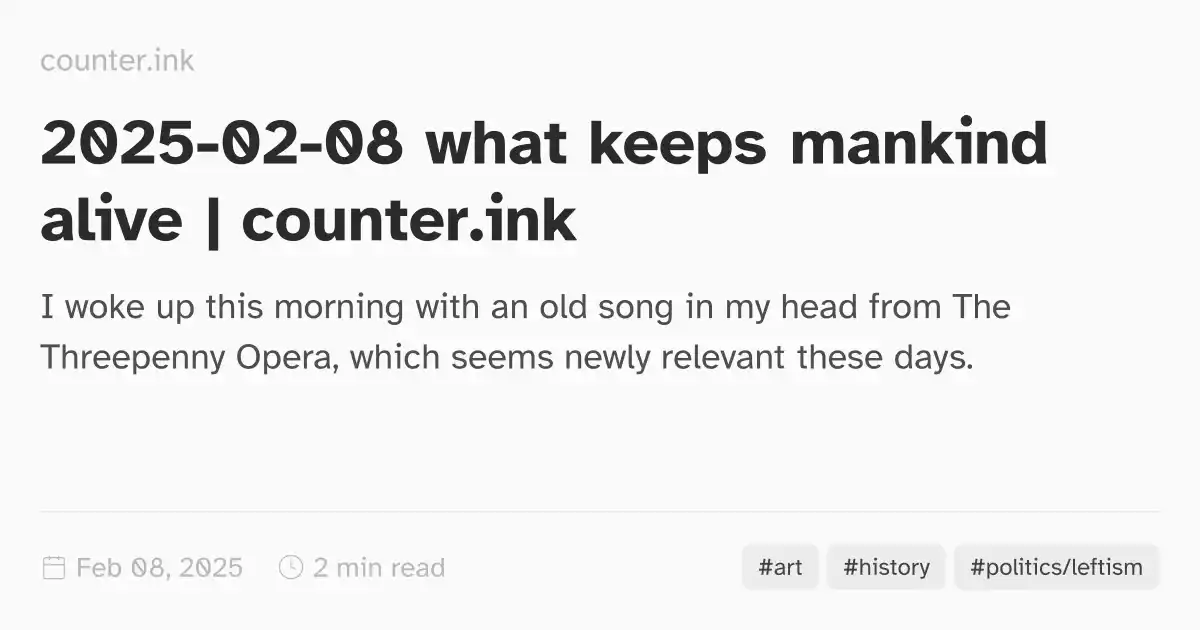 counter.ink
2025-02-08 what keeps mankind
alive | counter.ink
I woke up this morning with an old song in my head from The
Threepenny Opera, which seems newly relevant these days.
Feb 08, 2025 2 min read #art #history #politics/leftism